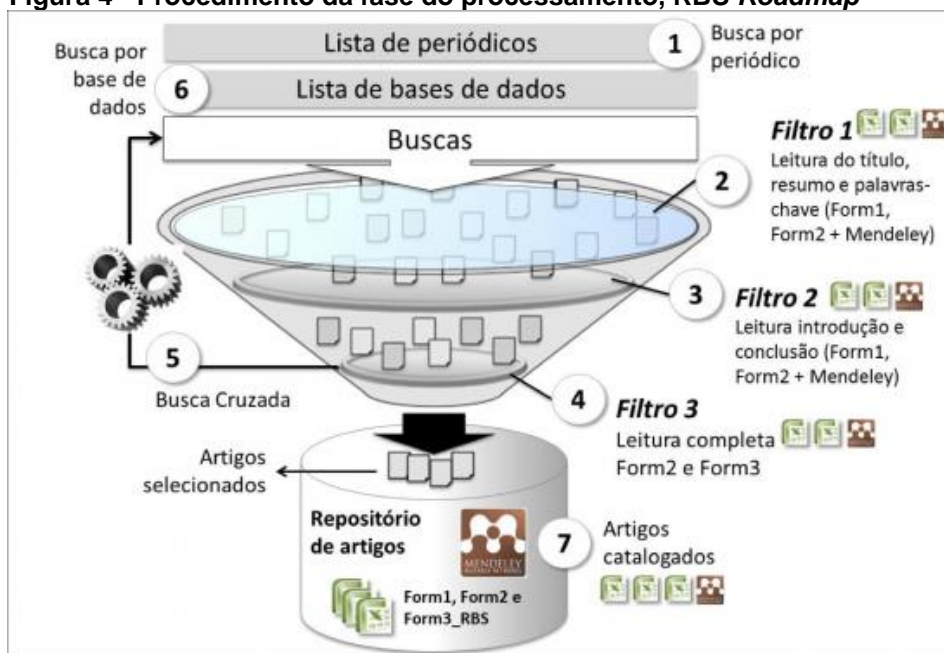 Figura 4 - Procedimento da fase do processamento, RBS Roadmap
Lista de periódicos
1
Busca por
periódico
Busca por
base de
dados
6
Lista de bases de dados
Buscas
2
Filtro 1
Leitura do título,
resumo e palavras-
chave (Form1,
Form2 + Mendeley)
3
Filtro 2
Leitura introdução e
conclusão (Form1,
Form2 + Mendeley)
5
Busca Cruzada
4
Filtro 3
Leitura completa
Form2 e Form3
Artigos
selecionados
Repositório
de artigos
MENDELEY
Form1, Form2 e
Form3_RBS
7
Artigos
catalogados